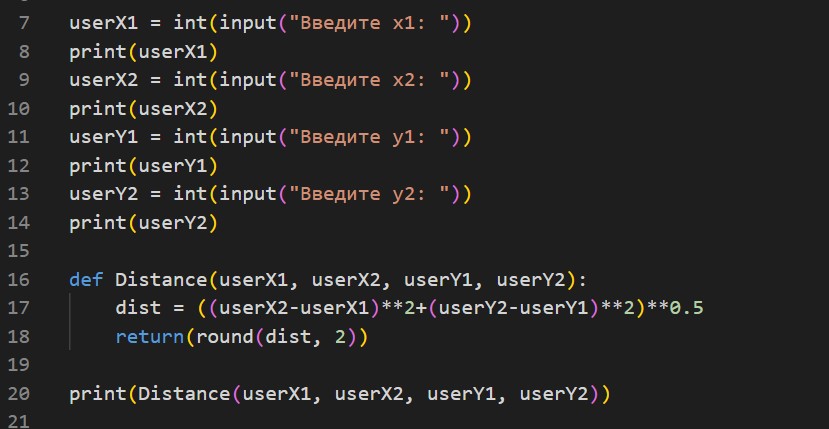 7 userX1 = int(input("Введите x1: "))
8 print(userX1)
9 userX2 = int(input("Введите x2: "))
10 print(userX2)
11 userY1 = int(input("Введите y1: "))
12 print(userY1)
13 userY2 = int(input("Введите y2: "))
14 print(userY2)
15
16 def Distance(userX1, userX2, userY1, userY2):
17     dist = ((userX2-userX1)**2+(userY2-userY1)**2)**0.5
18     return(round(dist, 2))
19
20 print(Distance(userX1, userX2, userY1, userY2))
21